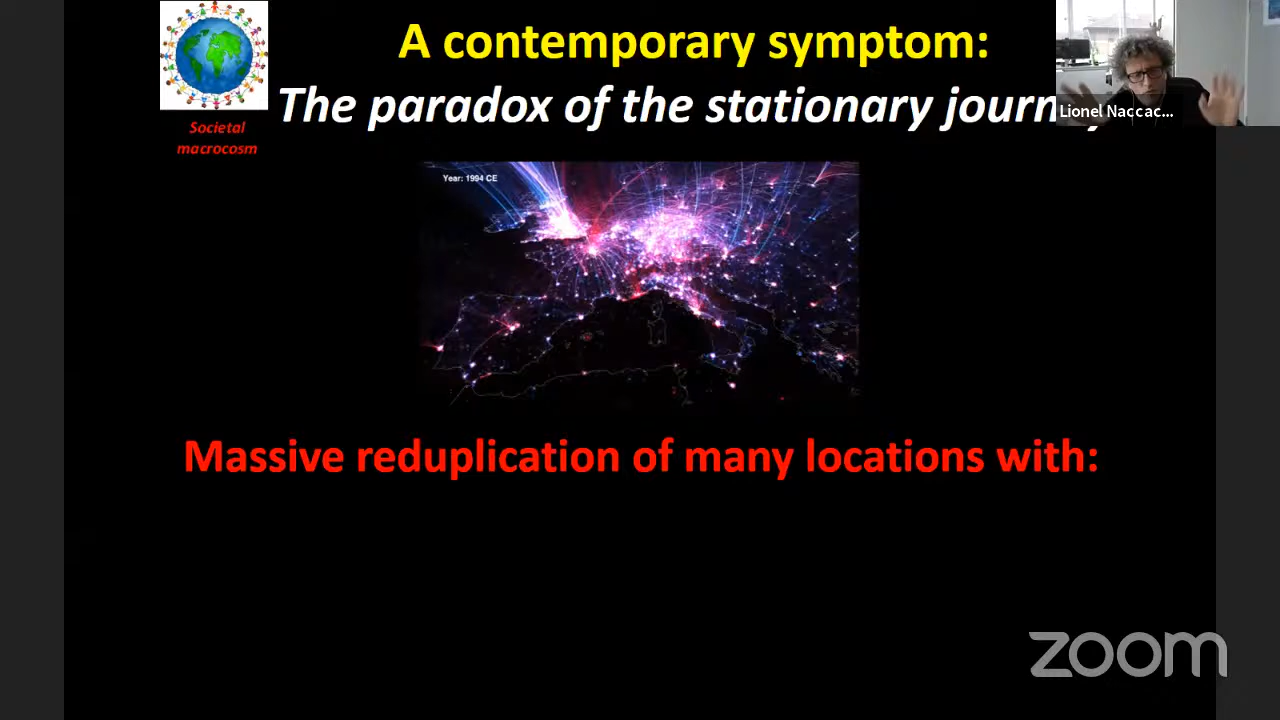 A contemporary symptom:
The paradox of the stationary journ
Societal
macrocosm
Lionel Naccac...
Year: 1994 CE
Massive reduplication of many locations with:
zoom